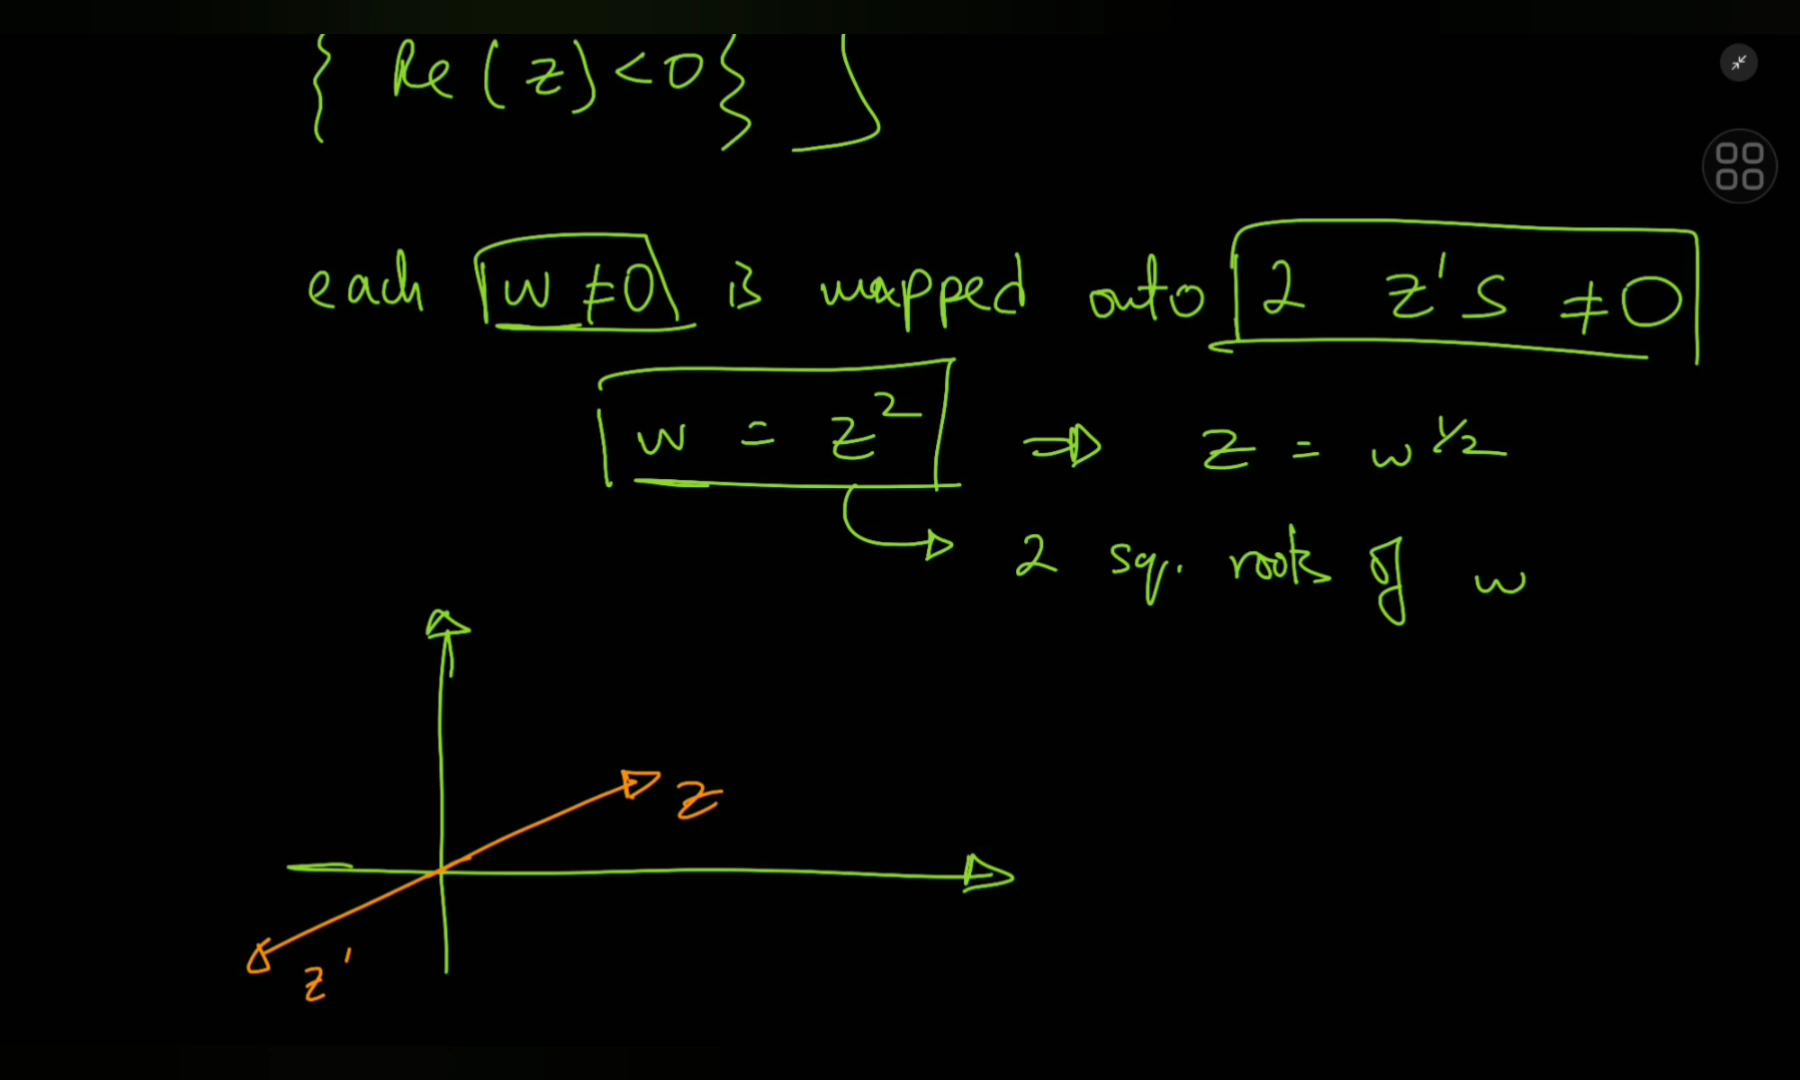 { Re(z)<0} ]
each w ≠0 is mapped onto 2 z's ≠0
w = z² ⇒ z = w^½
2 sq. roots of w
z
z'